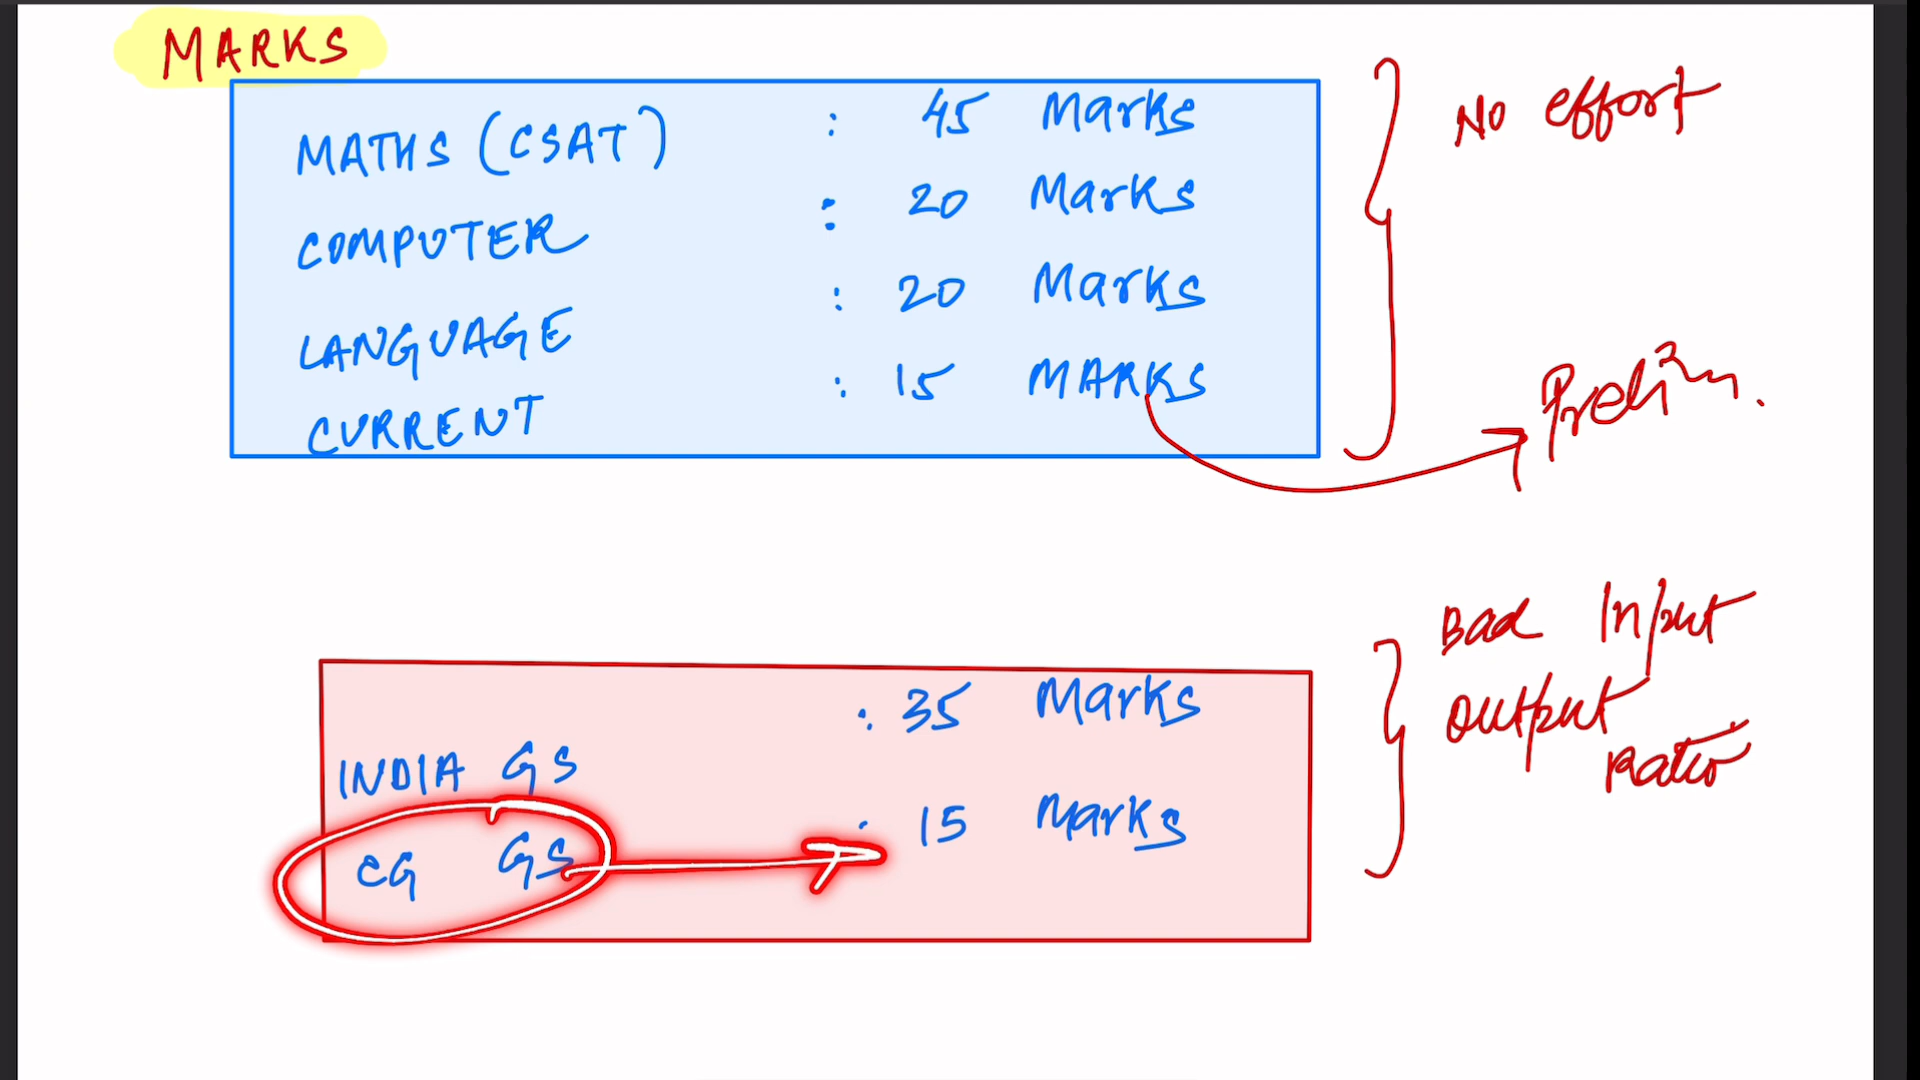 MARKS
MATHS (CSAT) : 45 Marks
COMPUTER : 20 Marks
LANGUAGE : 20 Marks
CURRENT : 15 MARKS
No effort
Prelim.
INDIA GS : 35 Marks
CG GS : 15 Marks
Bad Input
Output
Ratio